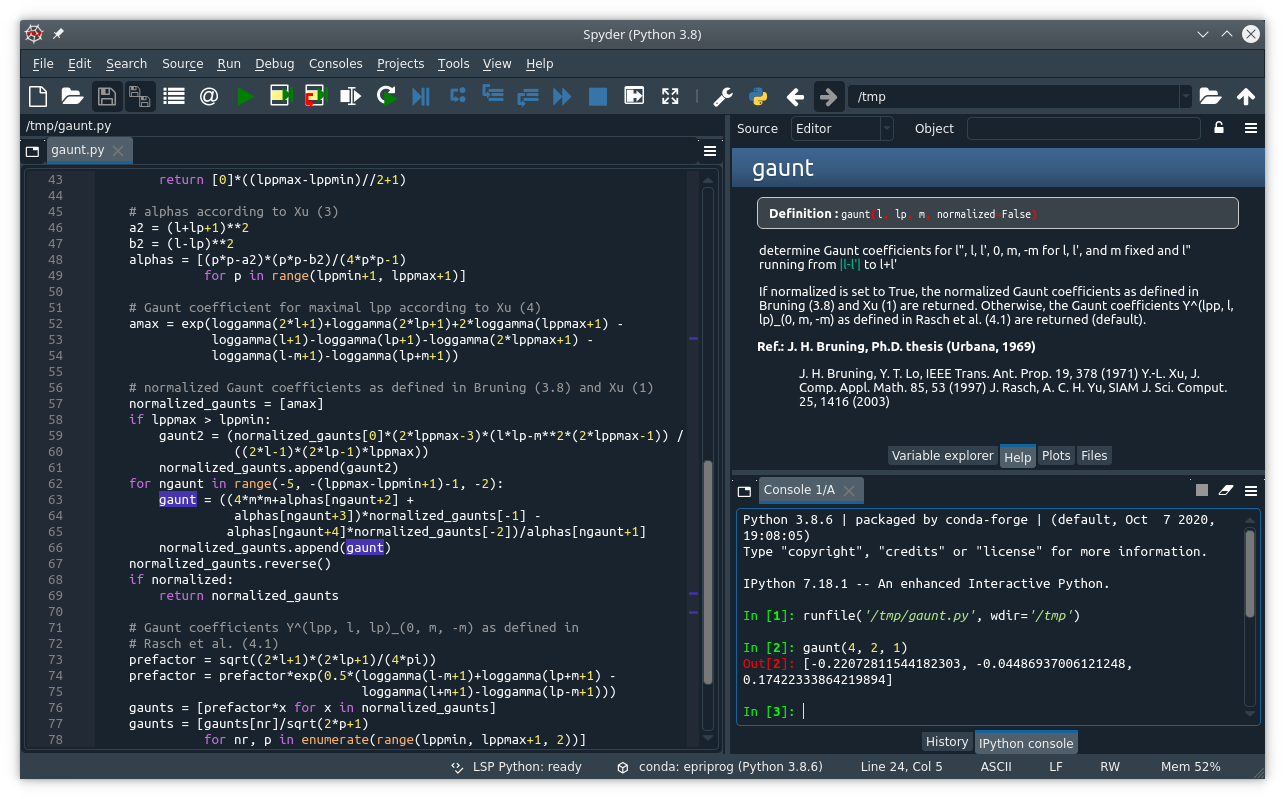 Spyder (Python 3.8)
File Edit Search Source Run Debug Consoles Projects Tools View Help
/tmp
/tmp/gaunt.py
gaunt.py
43 return [0]*((lppmax-lppmin)//2+1)
44
45 # alphas according to Xu (3)
46 a2 = (l+lp+1)**2
47 b2 = (l-lp)**2
48 alphas = [(p*p-a2)*(p*p-b2)/(4*p*p-1)
49 for p in range(lppmin+1, lppmax+1)]
50
51 # Gaunt coefficient for maximal lpp according to Xu (4)
52 amax = exp(loggamma(2*l+1)+loggamma(2*lp+1)+2*loggamma(lppmax+1) -
53 loggamma(l+1)-loggamma(lp+1)-loggamma(2*lppmax+1) -
54 loggamma(l-m+1)-loggamma(lp+m+1))
55
56 # normalized Gaunt coefficients as defined in Bruning (3.8) and Xu (1)
57 normalized_gaunts = [amax]
58 if lppmax > lppmin:
59 gaunt2 = (normalized_gaunts[0]*(2*lppmax-3)*(l*lp-m**2*(2*lppmax-1)) /
60 ((2*l-1)*(2*lp-1)*lppmax))
61 normalized_gaunts.append(gaunt2)
62 for ngaunt in range(-5, -(lppmax-lppmin+1)-1, -2):
63 gaunt = ((4*m*m+alphas[ngaunt+2] +
64 alphas[ngaunt+3])*normalized_gaunts[-1] -
65 alphas[ngaunt+4]*normalized_gaunts[-2])/alphas[ngaunt+1]
66 normalized_gaunts.append(gaunt)
67 normalized_gaunts.reverse()
68 if normalized:
69 return normalized_gaunts
70
71 # Gaunt coefficients Y^(lpp, l, lp)_(0, m, -m) as defined in
72 # Rasch et al. (4.1)
73 prefactor = sqrt((2*l+1)*(2*lp+1)/(4*pi))
74 prefactor = prefactor*exp(0.5*(loggamma(l-m+1)+loggamma(lp+m+1) -
75 loggamma(l+m+1)-loggamma(lp-m+1)))
76 gaunts = [prefactor*x for x in normalized_gaunts]
77 gaunts = [gaunts[nr]/sqrt(2*p+1)
78 for nr, p in enumerate(range(lppmin, lppmax+1, 2))]
Source Editor Object
gaunt
Definition : gaunt(l, lp, m, normalized=False)
determine Gaunt coefficients for l", l, l', 0, m, -m for l, l', and m fixed and l"
running from |l-l'| to l+l'
If normalized is set to True, the normalized Gaunt coefficients as defined in
Bruning (3.8) and Xu (1) are returned. Otherwise, the Gaunt coefficients Y^(lpp, l,
lp)_(0, m, -m) as defined in Rasch et al. (4.1) are returned (default).
Ref.: J. H. Bruning, Ph.D. thesis (Urbana, 1969)
J. H. Bruning, Y. T. Lo, IEEE Trans. Ant. Prop. 19, 378 (1971) Y.-L. Xu, J.
Comp. Appl. Math. 85, 53 (1997) J. Rasch, A. C. H. Yu, SIAM J. Sci. Comput.
25, 1416 (2003)
Variable explorer Help Plots Files
Console 1/A
Python 3.8.6 | packaged by conda-forge | (default, Oct  7 2020,
19:08:05)
Type "copyright", "credits" or "license" for more information.
IPython 7.18.1 -- An enhanced Interactive Python.
In [1]: runfile('/tmp/gaunt.py', wdir='/tmp')
In [2]: gaunt(4, 2, 1)
Out[2]: [-0.22072811544182303, -0.04486937006121248,
0.17422333864219894]
In [3]:
History IPython console
LSP Python: ready conda: epriprog (Python 3.8.6) Line 24, Col 5 ASCII LF RW Mem 52%